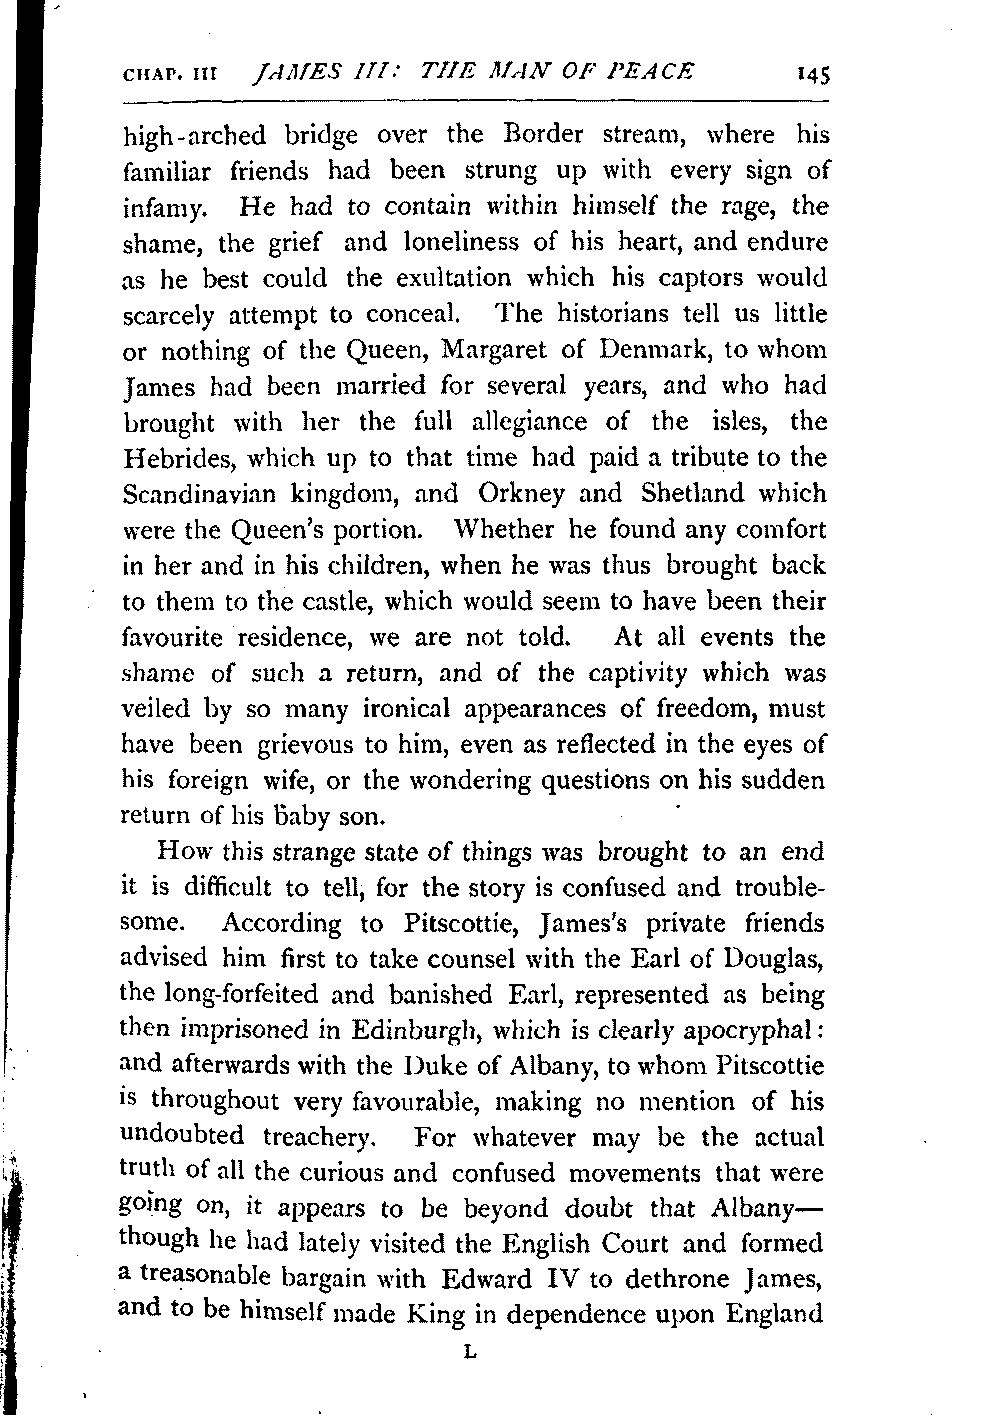 CHAP. III JAMES III: THE MAN OF PEACE 145
high-arched bridge over the Border stream, where his
familiar friends had been strung up with every sign of
infamy. He had to contain within himself the rage, the
shame, the grief and loneliness of his heart, and endure
as he best could the exultation which his captors would
scarcely attempt to conceal. The historians tell us little
or nothing of the Queen, Margaret of Denmark, to whom
James had been married for several years, and who had
brought with her the full allegiance of the isles, the
Hebrides, which up to that time had paid a tribute to the
Scandinavian kingdom, and Orkney and Shetland which
were the Queen's portion. Whether he found any comfort
in her and in his children, when he was thus brought back
to them to the castle, which would seem to have been their
favourite residence, we are not told. At all events the
shame of such a return, and of the captivity which was
veiled by so many ironical appearances of freedom, must
have been grievous to him, even as reflected in the eyes of
his foreign wife, or the wondering questions on his sudden
return of his baby son.
How this strange state of things was brought to an end
it is difficult to tell, for the story is confused and trouble-
some. According to Pitscottie, James's private friends
advised him first to take counsel with the Earl of Douglas,
the long-forfeited and banished Earl, represented as being
then imprisoned in Edinburgh, which is clearly apocryphal:
and afterwards with the Duke of Albany, to whom Pitscottie
is throughout very favourable, making no mention of his
undoubted treachery. For whatever may be the actual
truth of all the curious and confused movements that were
going on, it appears to be beyond doubt that Albany—
though he had lately visited the English Court and formed
a treasonable bargain with Edward IV to dethrone James,
and to be himself made King in dependence upon England
L